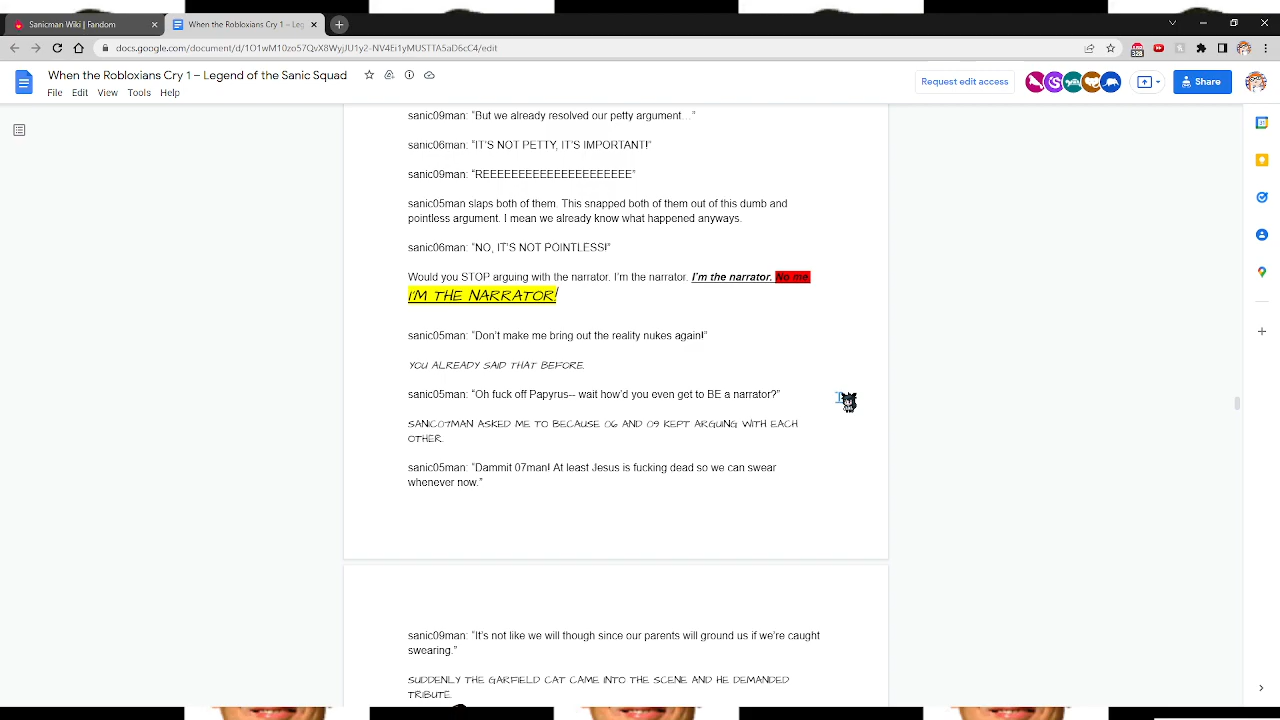 Sanicman Wiki | Fandom
When the Robloxians Cry 1 – Leg
docs.google.com/document/d/1O1wM10zo57QvX8WyjJU1y2-NV4Ei1yMUSTTA5aD6cC4/edit
When the Robloxians Cry 1 – Legend of the Sanic Squad
Request edit access
Share
File Edit View Tools Help
sanic09man: “But we already resolved our petty argument…”
sanic06man: “IT’S NOT PETTY, IT’S IMPORTANT!”
sanic09man: “REEEEEEEEEEEEEEEEEEEEEE”
sanic05man slaps both of them. This snapped both of them out of this dumb and
pointless argument. I mean we already know what happened anyways.
sanic06man: “NO, IT’S NOT POINTLESS!”
Would you STOP arguing with the narrator. I’m the narrator. I’m the narrator. No me.
I’M THE NARRATOR!
sanic05man: “Don’t make me bring out the reality nukes again!”
YOU ALREADY SAID THAT BEFORE.
sanic05man: “Oh fuck off Papyrus-- wait how’d you even get to BE a narrator?”
SANIC07MAN ASKED ME TO BECAUSE 06 AND 09 KEPT ARGUING WITH EACH
OTHER.
sanic05man: “Dammit 07man! At least Jesus is fucking dead so we can swear
whenever now.”
sanic09man: “It’s not like we will though since our parents will ground us if we’re caught
swearing.”
SUDDENLY THE GARFIELD CAT CAME INTO THE SCENE AND HE DEMANDED
TRIBUTE.